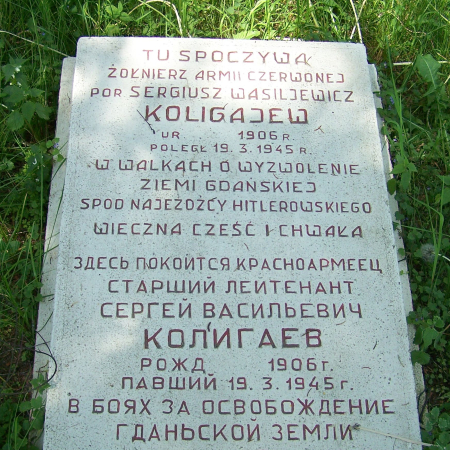 TU SPOCZYWA
ŻOŁNIERZ ARMII CZERWONEJ
POR SERGIUSZ WASILJEWICZ
KOLIGAJEW
UR 1906 R.
POLEGŁ 19.3.1945 R.
W WALKACH O WYZWOLENIE
ZIEMI GDAŃSKIEJ
SPOD NAJEŹDŹCY HITLEROWSKIEGO
WIECZNA CZEŚĆ I CHWAŁA
ЗДЕСЬ ПОКОИТСЯ КРАСНОАРМЕЕЦ
СТАРШИЙ ЛЕИТЕНАНТ
СЕРГЕЙ ВАСИЛЬЕВИЧ
КОЛИГАЕВ
РОЖД 1906 г.
ПАВШИЙ 19.3.1945 г.
В БОЯХ ЗА ОСВОБОЖДЕНИЕ
ГДАНЬСКОЙ ЗЕМЛИ